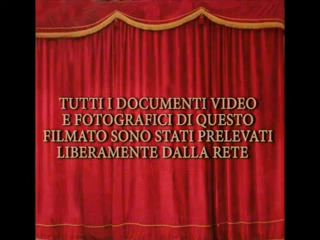 TUTTI I DOCUMENTI VIDEO
E FOTOGRAFICI DI QUESTO
FILMATO SONO STATI PRELEVATI
LIBERAMENTE DALLA RETE